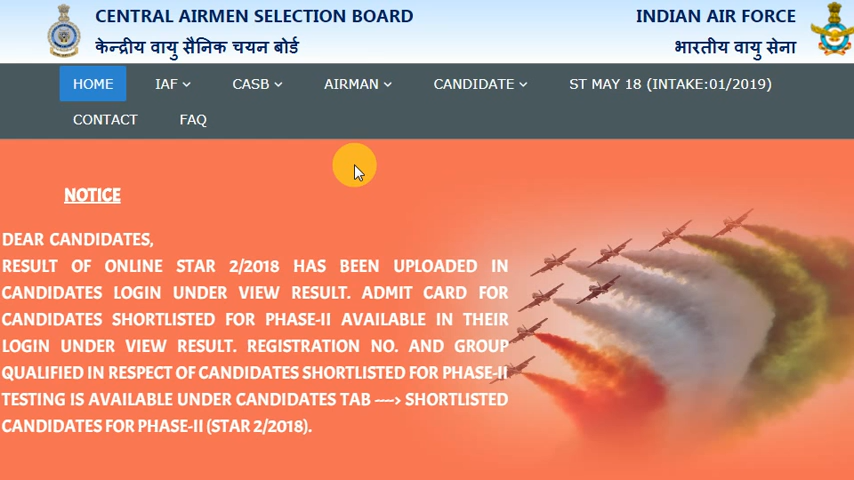 CENTRAL AIRMEN SELECTION BOARD
INDIAN AIR FORCE
केन्द्रीय वायु सैनिक चयन बोर्ड
भारतीय वायु सेना
HOME IAF CASB AIRMAN CANDIDATE ST MAY 18 (INTAKE:01/2019)
CONTACT FAQ
NOTICE
DEAR CANDIDATES,
RESULT OF ONLINE STAR 2/2018 HAS BEEN UPLOADED IN
CANDIDATES LOGIN UNDER VIEW RESULT. ADMIT CARD FOR
CANDIDATES SHORTLISTED FOR PHASE-II AVAILABLE IN THEIR
LOGIN UNDER VIEW RESULT. REGISTRATION NO. AND GROUP
QUALIFIED IN RESPECT OF CANDIDATES SHORTLISTED FOR PHASE-II
TESTING IS AVAILABLE UNDER CANDIDATES TAB ----> SHORTLISTED
CANDIDATES FOR PHASE-II (STAR 2/2018).